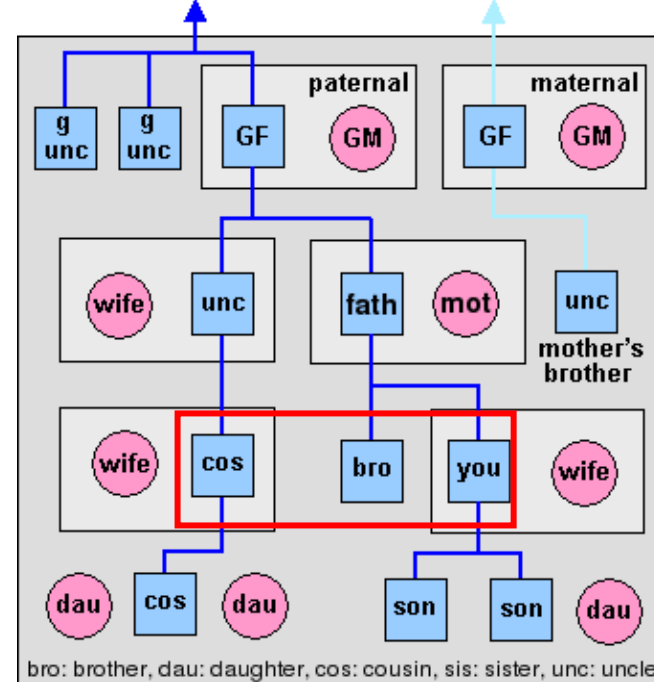 paternal
maternal
g unc
g unc
GF
GM
GF
GM
wife
unc
fath
mot
unc
mother's
brother
wife
cos
bro
you
wife
dau
cos
dau
son
son
dau
bro: brother, dau: daughter, cos: cousin, sis: sister, unc: uncle